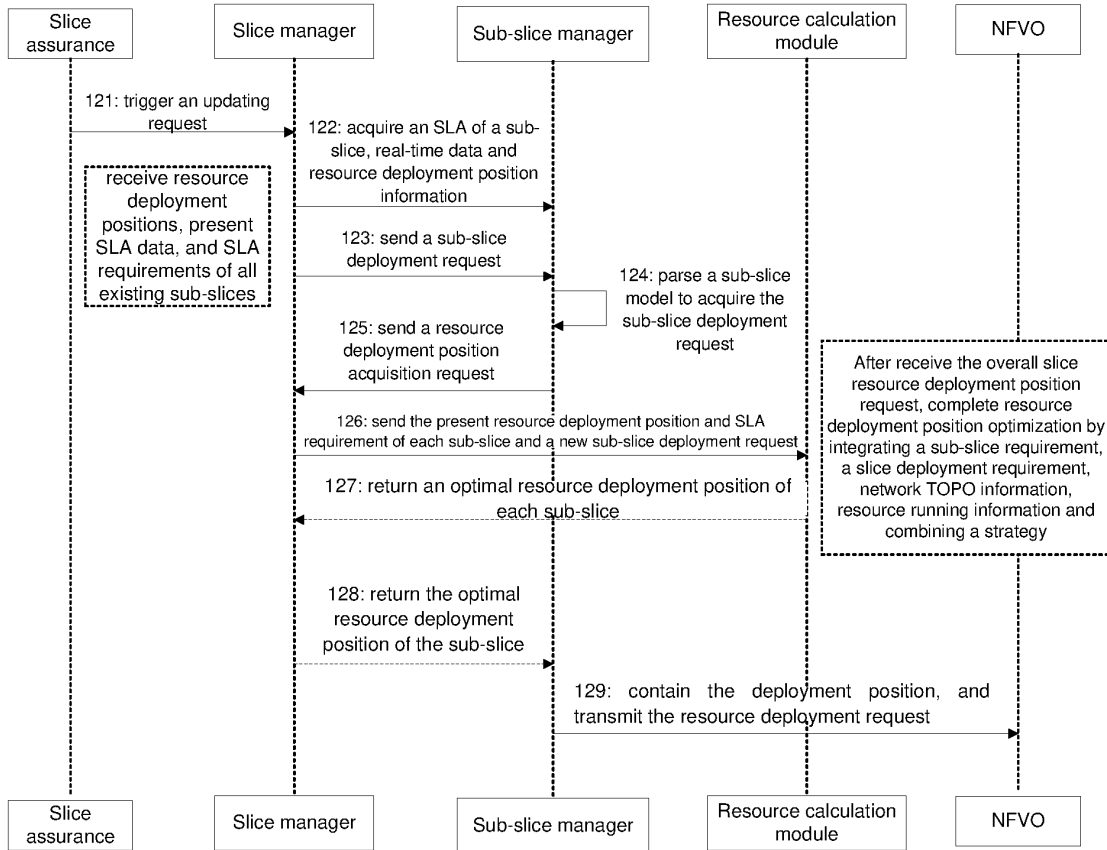 Slice
assurance
Slice manager
Sub-slice manager
Resource calculation
module
NFVO
121: trigger an updating
request
122: acquire an SLA of a sub-
slice, real-time data and
resource deployment position
information
receive resource
deployment
positions, present
SLA data, and SLA
requirements of all
existing sub-slices
123: send a sub-slice
deployment request
124: parse a sub-slice
model to acquire the
sub-slice deployment
request
125: send a resource
deployment position
acquisition request
After receive the overall slice
resource deployment position
request, complete resource
deployment position optimization by
integrating a sub-slice requirement,
a slice deployment requirement,
network TOPO information,
resource running information and
combining a strategy
126: send the present resource deployment position and SLA
requirement of each sub-slice and a new sub-slice deployment request
127: return an optimal resource deployment position of
each sub-slice
128: return the optimal
resource deployment
position of the sub-slice
129: contain the deployment position, and
transmit the resource deployment request
Slice
assurance
Slice manager
Sub-slice manager
Resource calculation
module
NFVO